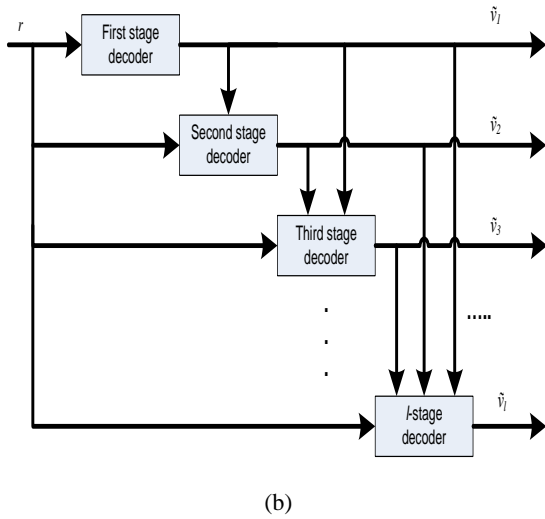 r
First stage
decoder
ṽ₁
Second stage
decoder
ṽ₂
Third stage
decoder
ṽ₃
.
.
.
.....
l-stage
decoder
ṽₗ
(b)